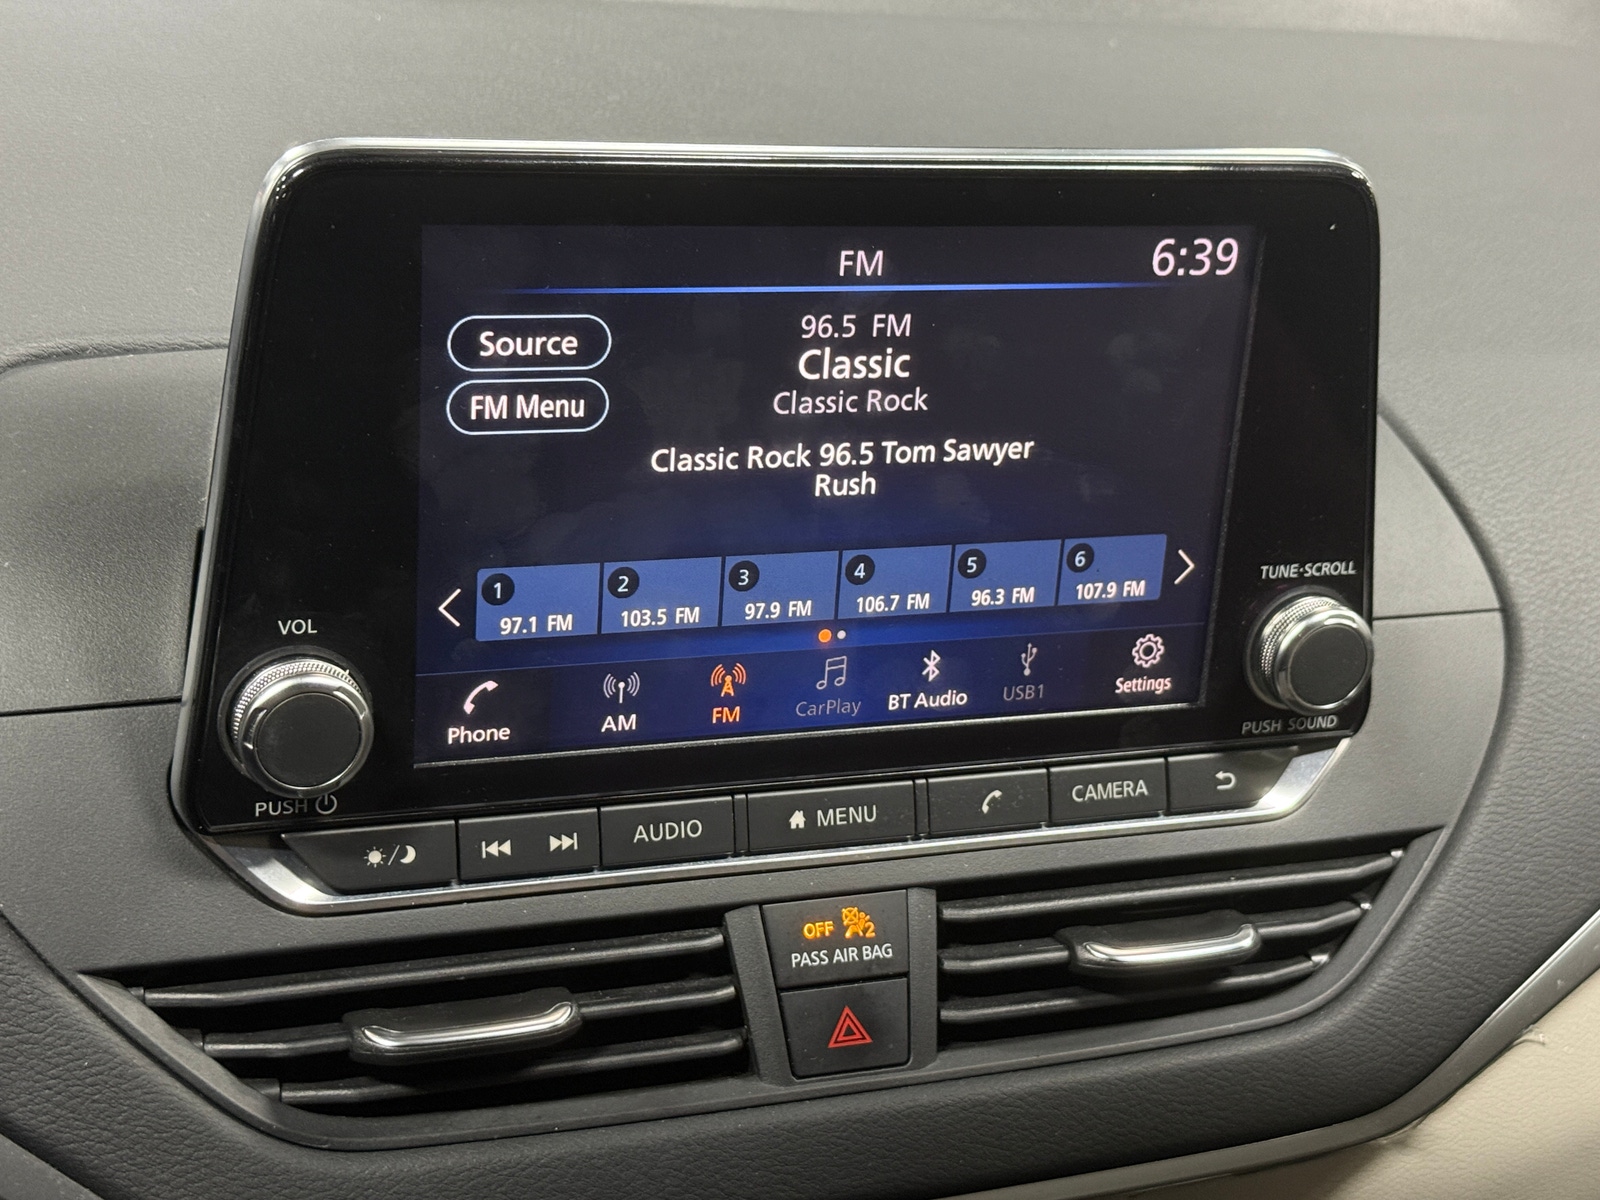 FM
6:39
Source
96.5 FM
Classic
FM Menu
Classic Rock
Classic Rock 96.5 Tom Sawyer
Rush
1
97.1 FM
2
103.5 FM
3
97.9 FM
4
106.7 FM
5
96.3 FM
6
107.9 FM
Phone
AM
FM
CarPlay
BT Audio
USB1
Settings
VOL
PUSH
TUNE·SCROLL
PUSH SOUND
AUDIO
MENU
CAMERA
OFF 2
PASS AIR BAG